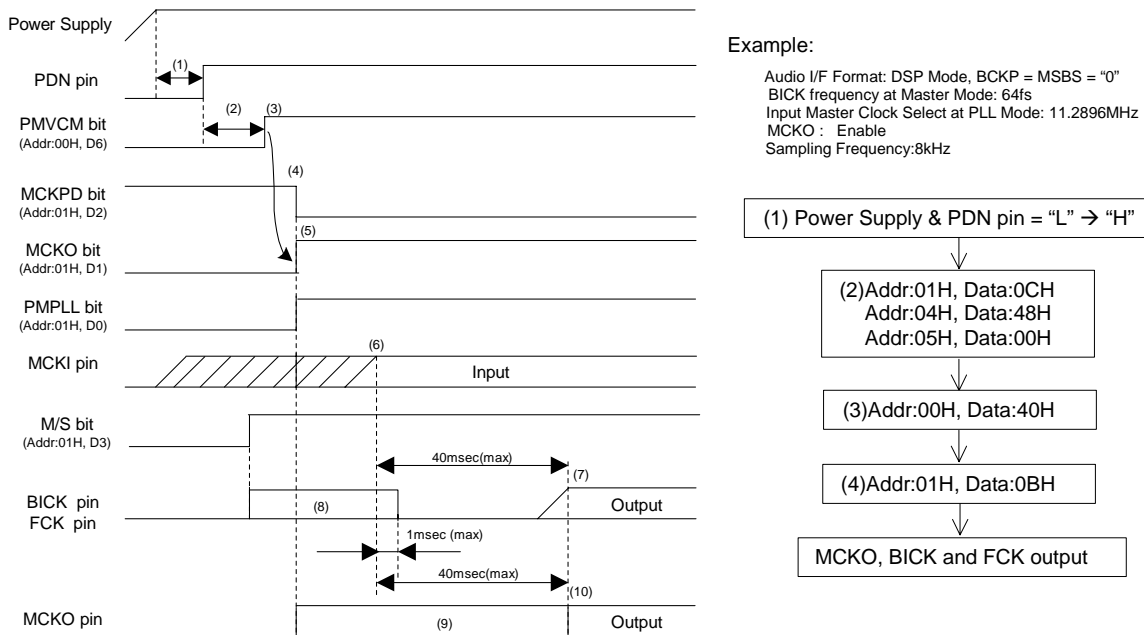 Power Supply
(1)
PDN pin
(2)
(3)
PMVCM bit
(Addr:00H, D6)
(4)
MCKPD bit
(Addr:01H, D2)
(5)
MCKO bit
(Addr:01H, D1)
PMPLL bit
(Addr:01H, D0)
(6)
MCKI pin
Input
M/S bit
(Addr:01H, D3)
40msec(max)
(7)
BICK pin
FCK pin
(8)
Output
1msec (max)
40msec(max)
(10)
MCKO pin
(9)
Output
Example:
Audio I/F Format: DSP Mode, BCKP = MSBS = “0”
BICK frequency at Master Mode: 64fs
Input Master Clock Select at PLL Mode: 11.2896MHz
MCKO : Enable
Sampling Frequency:8kHz
(1) Power Supply & PDN pin = “L” → “H”
(2)Addr:01H, Data:0CH
Addr:04H, Data:48H
Addr:05H, Data:00H
(3)Addr:00H, Data:40H
(4)Addr:01H, Data:0BH
MCKO, BICK and FCK output